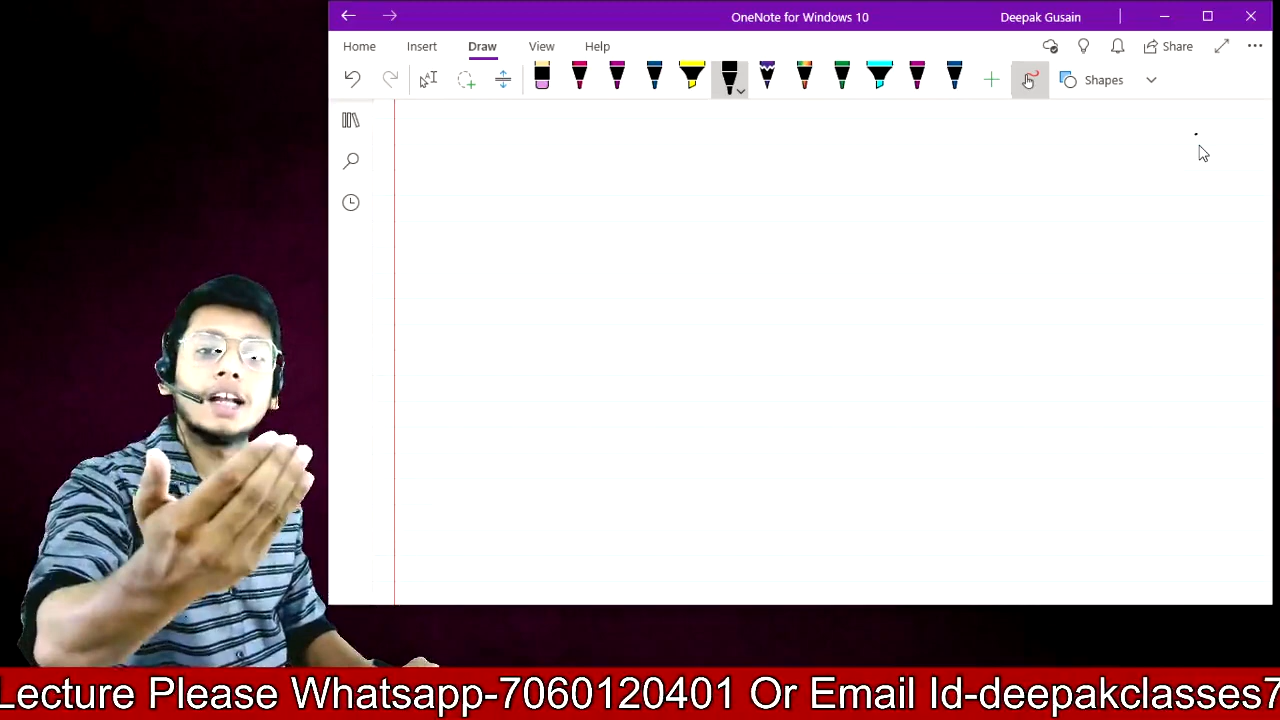 OneNote for Windows 10
Deepak Gusain
Home Insert Draw View Help
Share
Shapes
Lecture Please Whatsapp-7060120401 Or Email Id-deepakclasses7